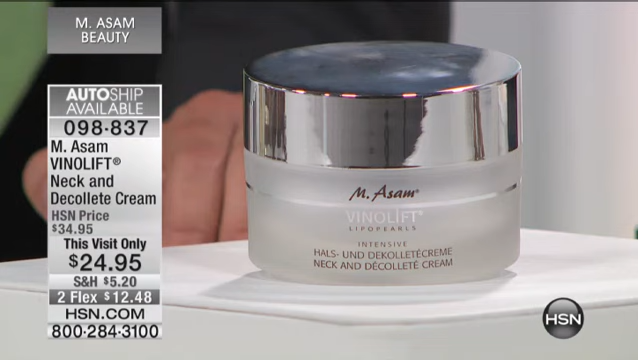 M. ASAM
BEAUTY
AUTOSHIP
AVAILABLE
098-837
M. Asam
VINOLIFT®
Neck and
Decollete Cream
HSN Price
$34.95
This Visit Only
$24.95
S&H $5.20
2 Flex $12.48
HSN.COM
800-284-3100
M. Asam®
VINOLIFT®
LIPOPEARLS
INTENSIVE
HALS- UND DEKOLLETÉCREME
NECK AND DÉCOLLETÉ CREAM
HSN